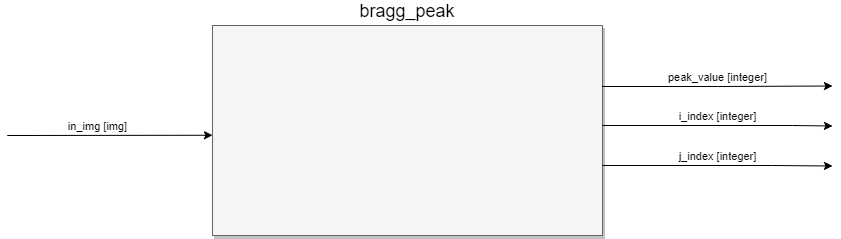 bragg_peak
in_img [img]
peak_value [integer]
i_index [integer]
j_index [integer]